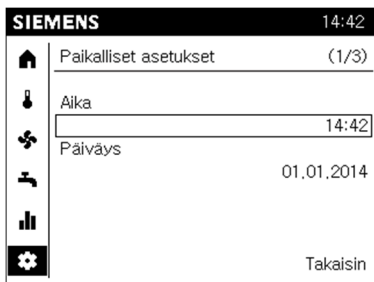 SIEMENS 14:42
Paikalliset asetukset (1/3)
Aika
14:42
Päiväys
01.01.2014
Takaisin